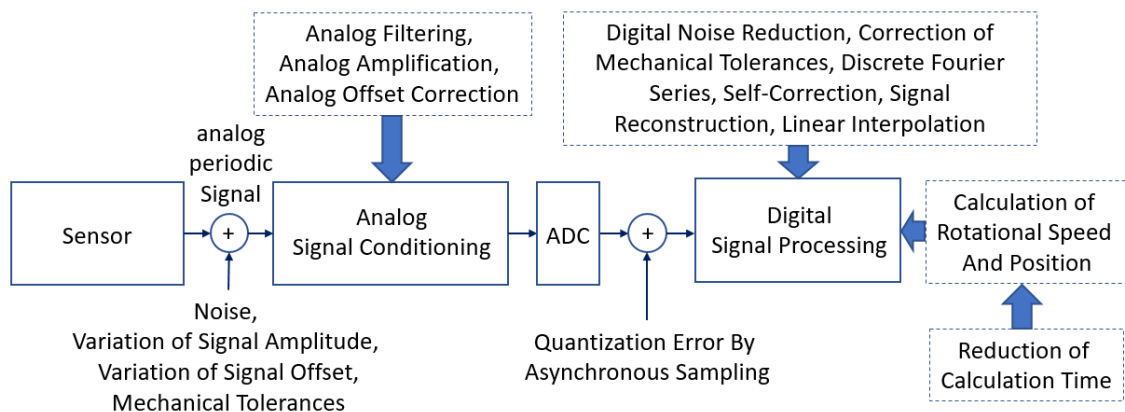 Analog Filtering,
Analog Amplification,
Analog Offset Correction
Digital Noise Reduction, Correction of
Mechanical Tolerances, Discrete Fourier
Series, Self-Correction, Signal
Reconstruction, Linear Interpolation
analog
periodic
Signal
Sensor
+
Analog
Signal Conditioning
ADC
+
Digital
Signal Processing
Calculation of
Rotational Speed
And Position
Noise,
Variation of Signal Amplitude,
Variation of Signal Offset,
Mechanical Tolerances
Quantization Error By
Asynchronous Sampling
Reduction of
Calculation Time